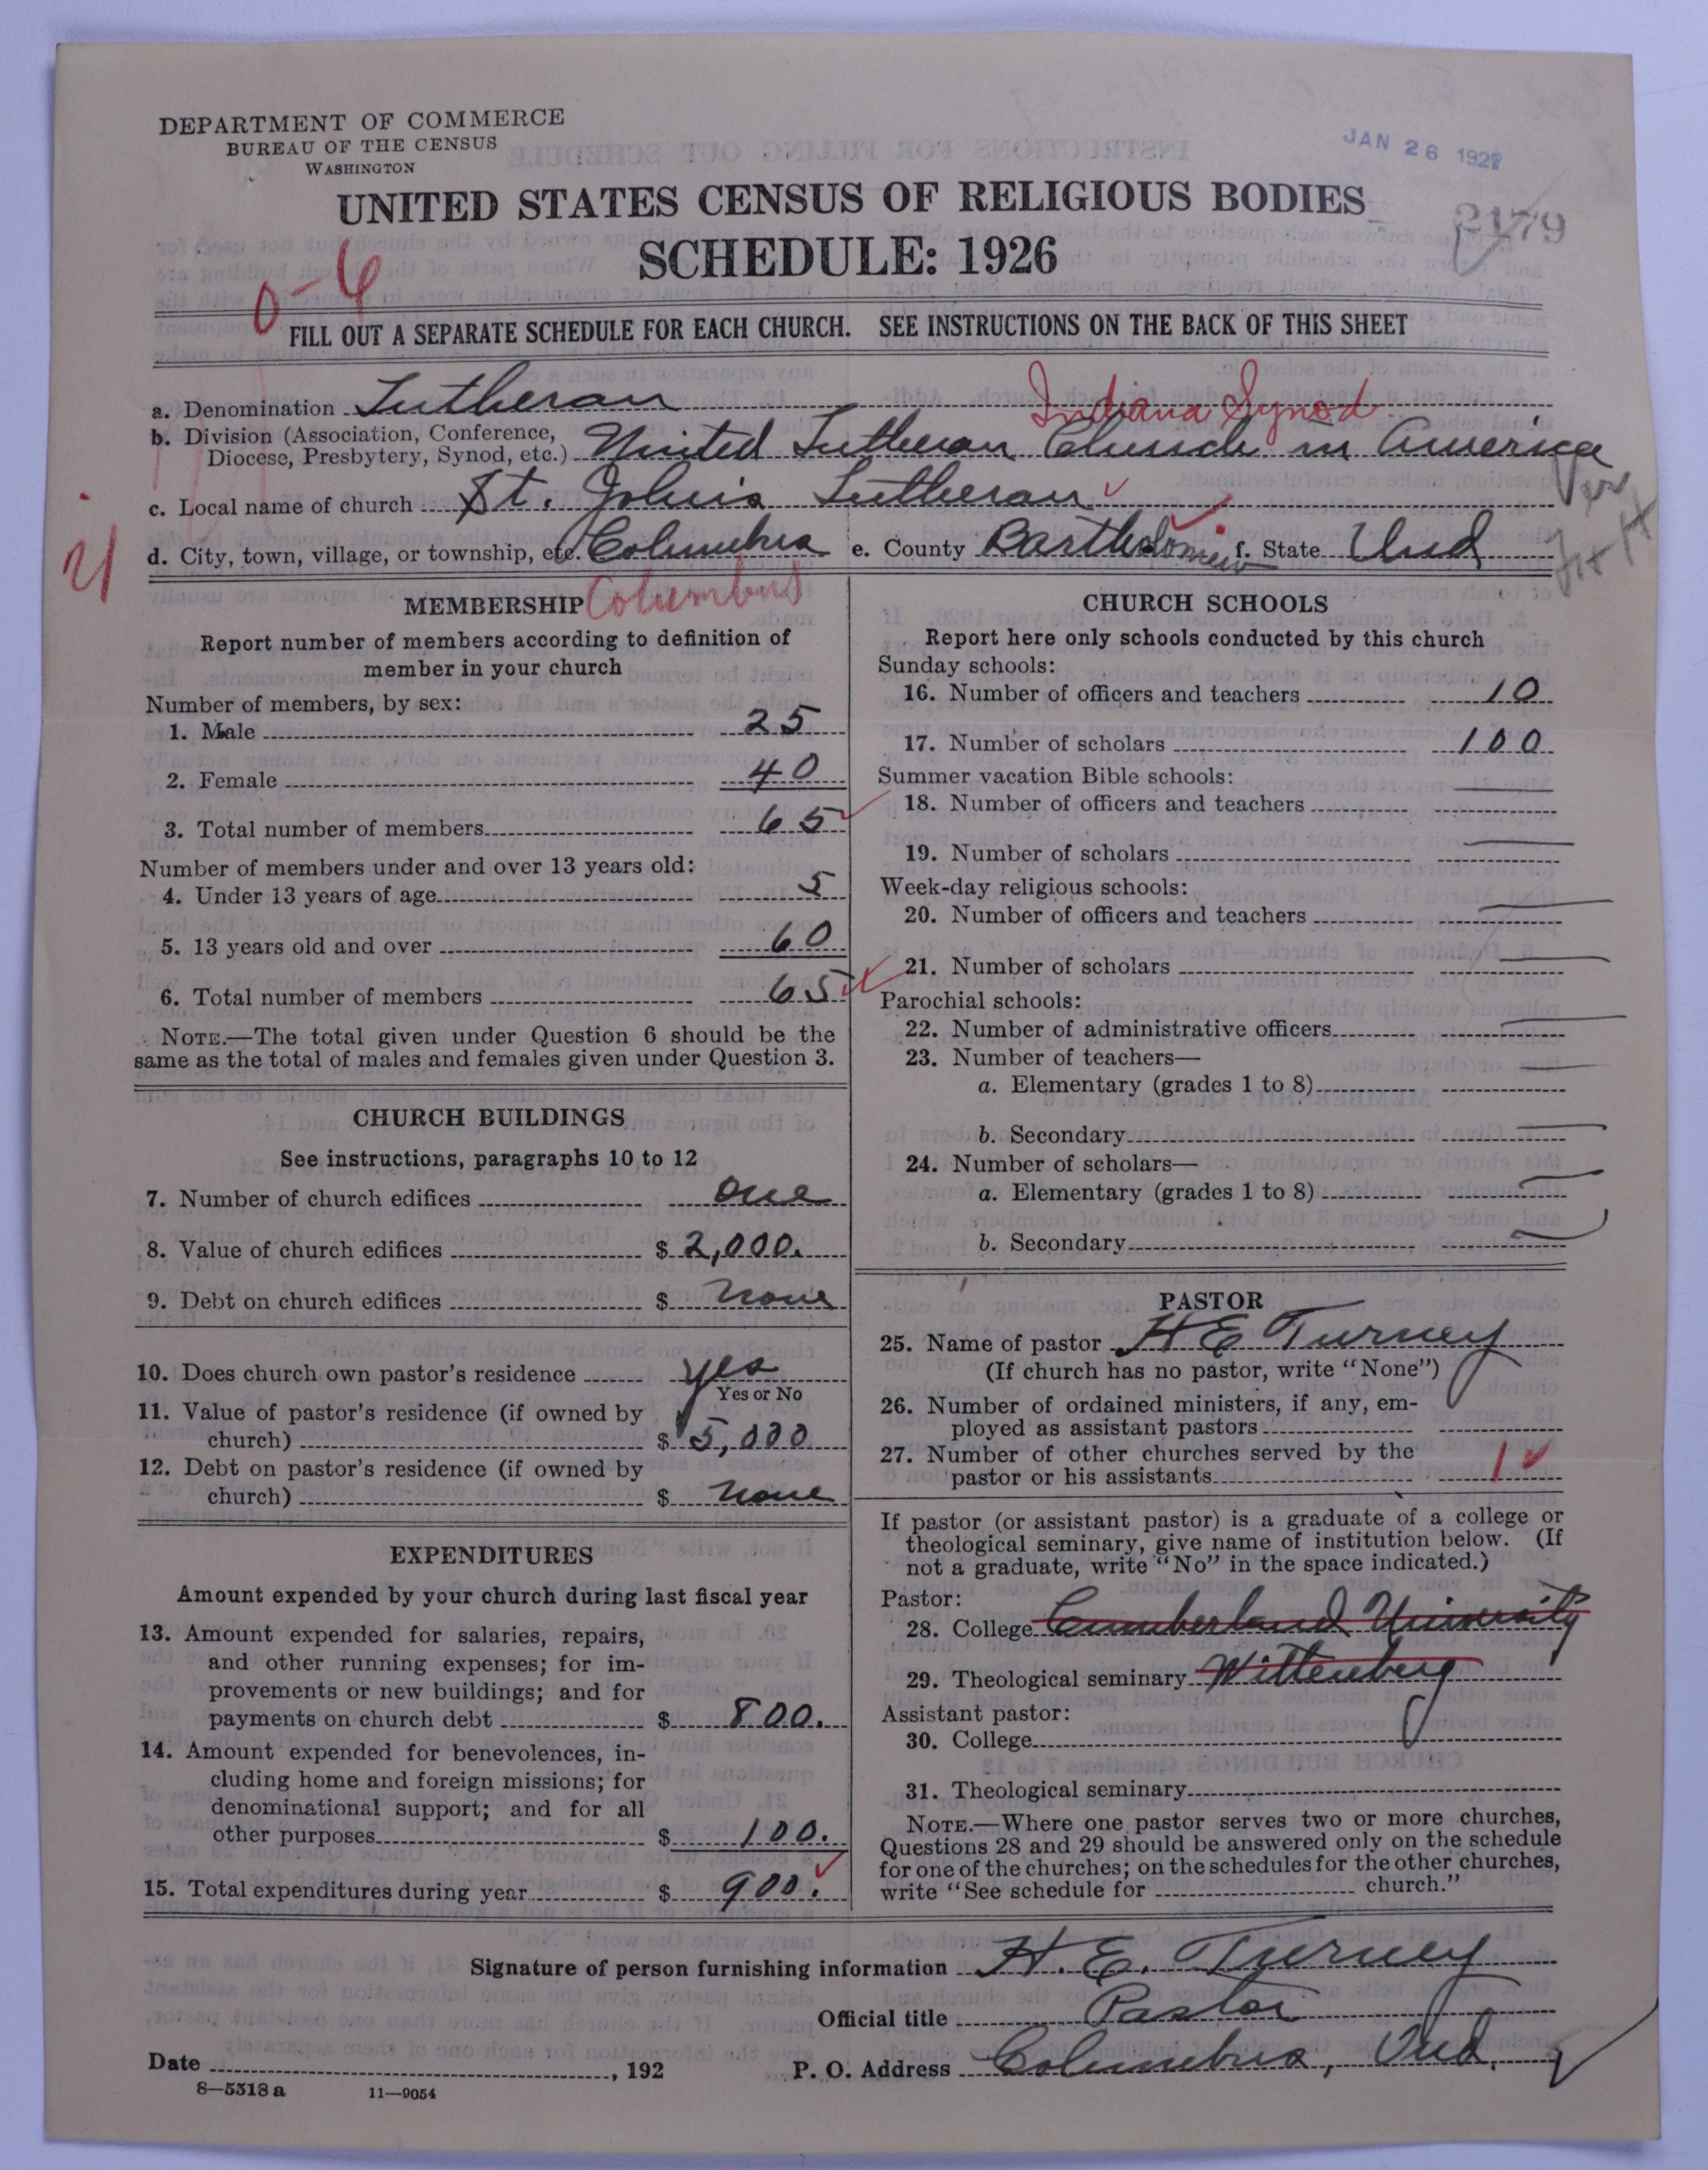 DEPARTMENT OF COMMERCE
BUREAU OF THE CENSUS
WASHINGTON
JAN 26 1927
UNITED STATES CENSUS OF RELIGIOUS BODIES
2179
SCHEDULE: 1926
0-6
FILL OUT A SEPARATE SCHEDULE FOR EACH CHURCH. SEE INSTRUCTIONS ON THE BACK OF THIS SHEET
Indiana Synod
a. Denomination Lutheran
b. Division (Association, Conference, Diocese, Presbytery, Synod, etc.) United Lutheran Church in America
c. Local name of church St. John's Lutheran
d. City, town, village, or township, etc. Columbus e. County Bartholomew f. State Ind
Columbus
MEMBERSHIP
Report number of members according to definition of
member in your church
Number of members, by sex:
1. Male 25
2. Female 40
3. Total number of members 65
Number of members under and over 13 years old:
4. Under 13 years of age 5
5. 13 years old and over 60
6. Total number of members 65
NOTE.—The total given under Question 6 should be the
same as the total of males and females given under Question 3.
CHURCH BUILDINGS
See instructions, paragraphs 10 to 12
7. Number of church edifices one
8. Value of church edifices $ 2,000.
9. Debt on church edifices $ None
10. Does church own pastor's residence yes
Yes or No
11. Value of pastor's residence (if owned by
church) $ 5,000
12. Debt on pastor's residence (if owned by
church) $ None
EXPENDITURES
Amount expended by your church during last fiscal year
13. Amount expended for salaries, repairs,
and other running expenses; for im-
provements or new buildings; and for
payments on church debt $ 800.
14. Amount expended for benevolences, in-
cluding home and foreign missions; for
denominational support; and for all
other purposes $ 100.
15. Total expenditures during year $ 900.
CHURCH SCHOOLS
Report here only schools conducted by this church
Sunday schools:
16. Number of officers and teachers 10
17. Number of scholars 100
Summer vacation Bible schools:
18. Number of officers and teachers
19. Number of scholars
Week-day religious schools:
20. Number of officers and teachers
21. Number of scholars
Parochial schools:
22. Number of administrative officers
23. Number of teachers—
a. Elementary (grades 1 to 8)
b. Secondary
24. Number of scholars—
a. Elementary (grades 1 to 8)
b. Secondary
PASTOR
25. Name of pastor H E Turney
(If church has no pastor, write "None")
26. Number of ordained ministers, if any, em-
ployed as assistant pastors
27. Number of other churches served by the
pastor or his assistants 1
If pastor (or assistant pastor) is a graduate of a college or
theological seminary, give name of institution below. (If
not a graduate, write "No" in the space indicated.)
Pastor:
28. College Cumberland University
29. Theological seminary Wittenberg
Assistant pastor:
30. College
31. Theological seminary
NOTE.—Where one pastor serves two or more churches,
Questions 28 and 29 should be answered only on the schedule
for one of the churches; on the schedules for the other churches,
write "See schedule for church."
Signature of person furnishing information H. E. Turney
Official title Pastor
Date , 192 P. O. Address Columbus, Ind.
8-5318 a 11-9054